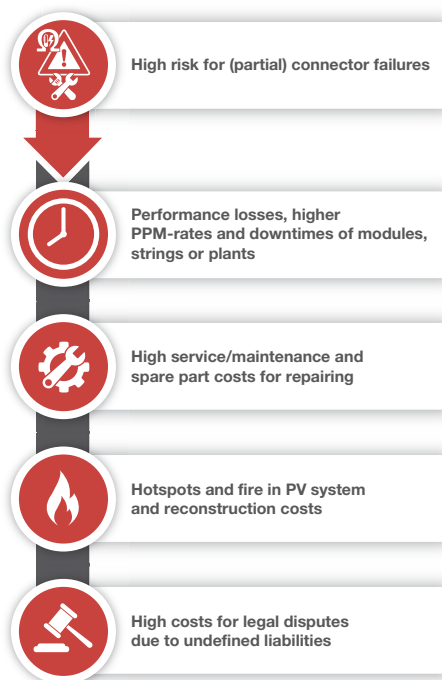 High risk for (partial) connector failures
Performance losses, higher
PPM-rates and downtimes of modules,
strings or plants
High service/maintenance and
spare part costs for repairing
Hotspots and fire in PV system
and reconstruction costs
High costs for legal disputes
due to undefined liabilities